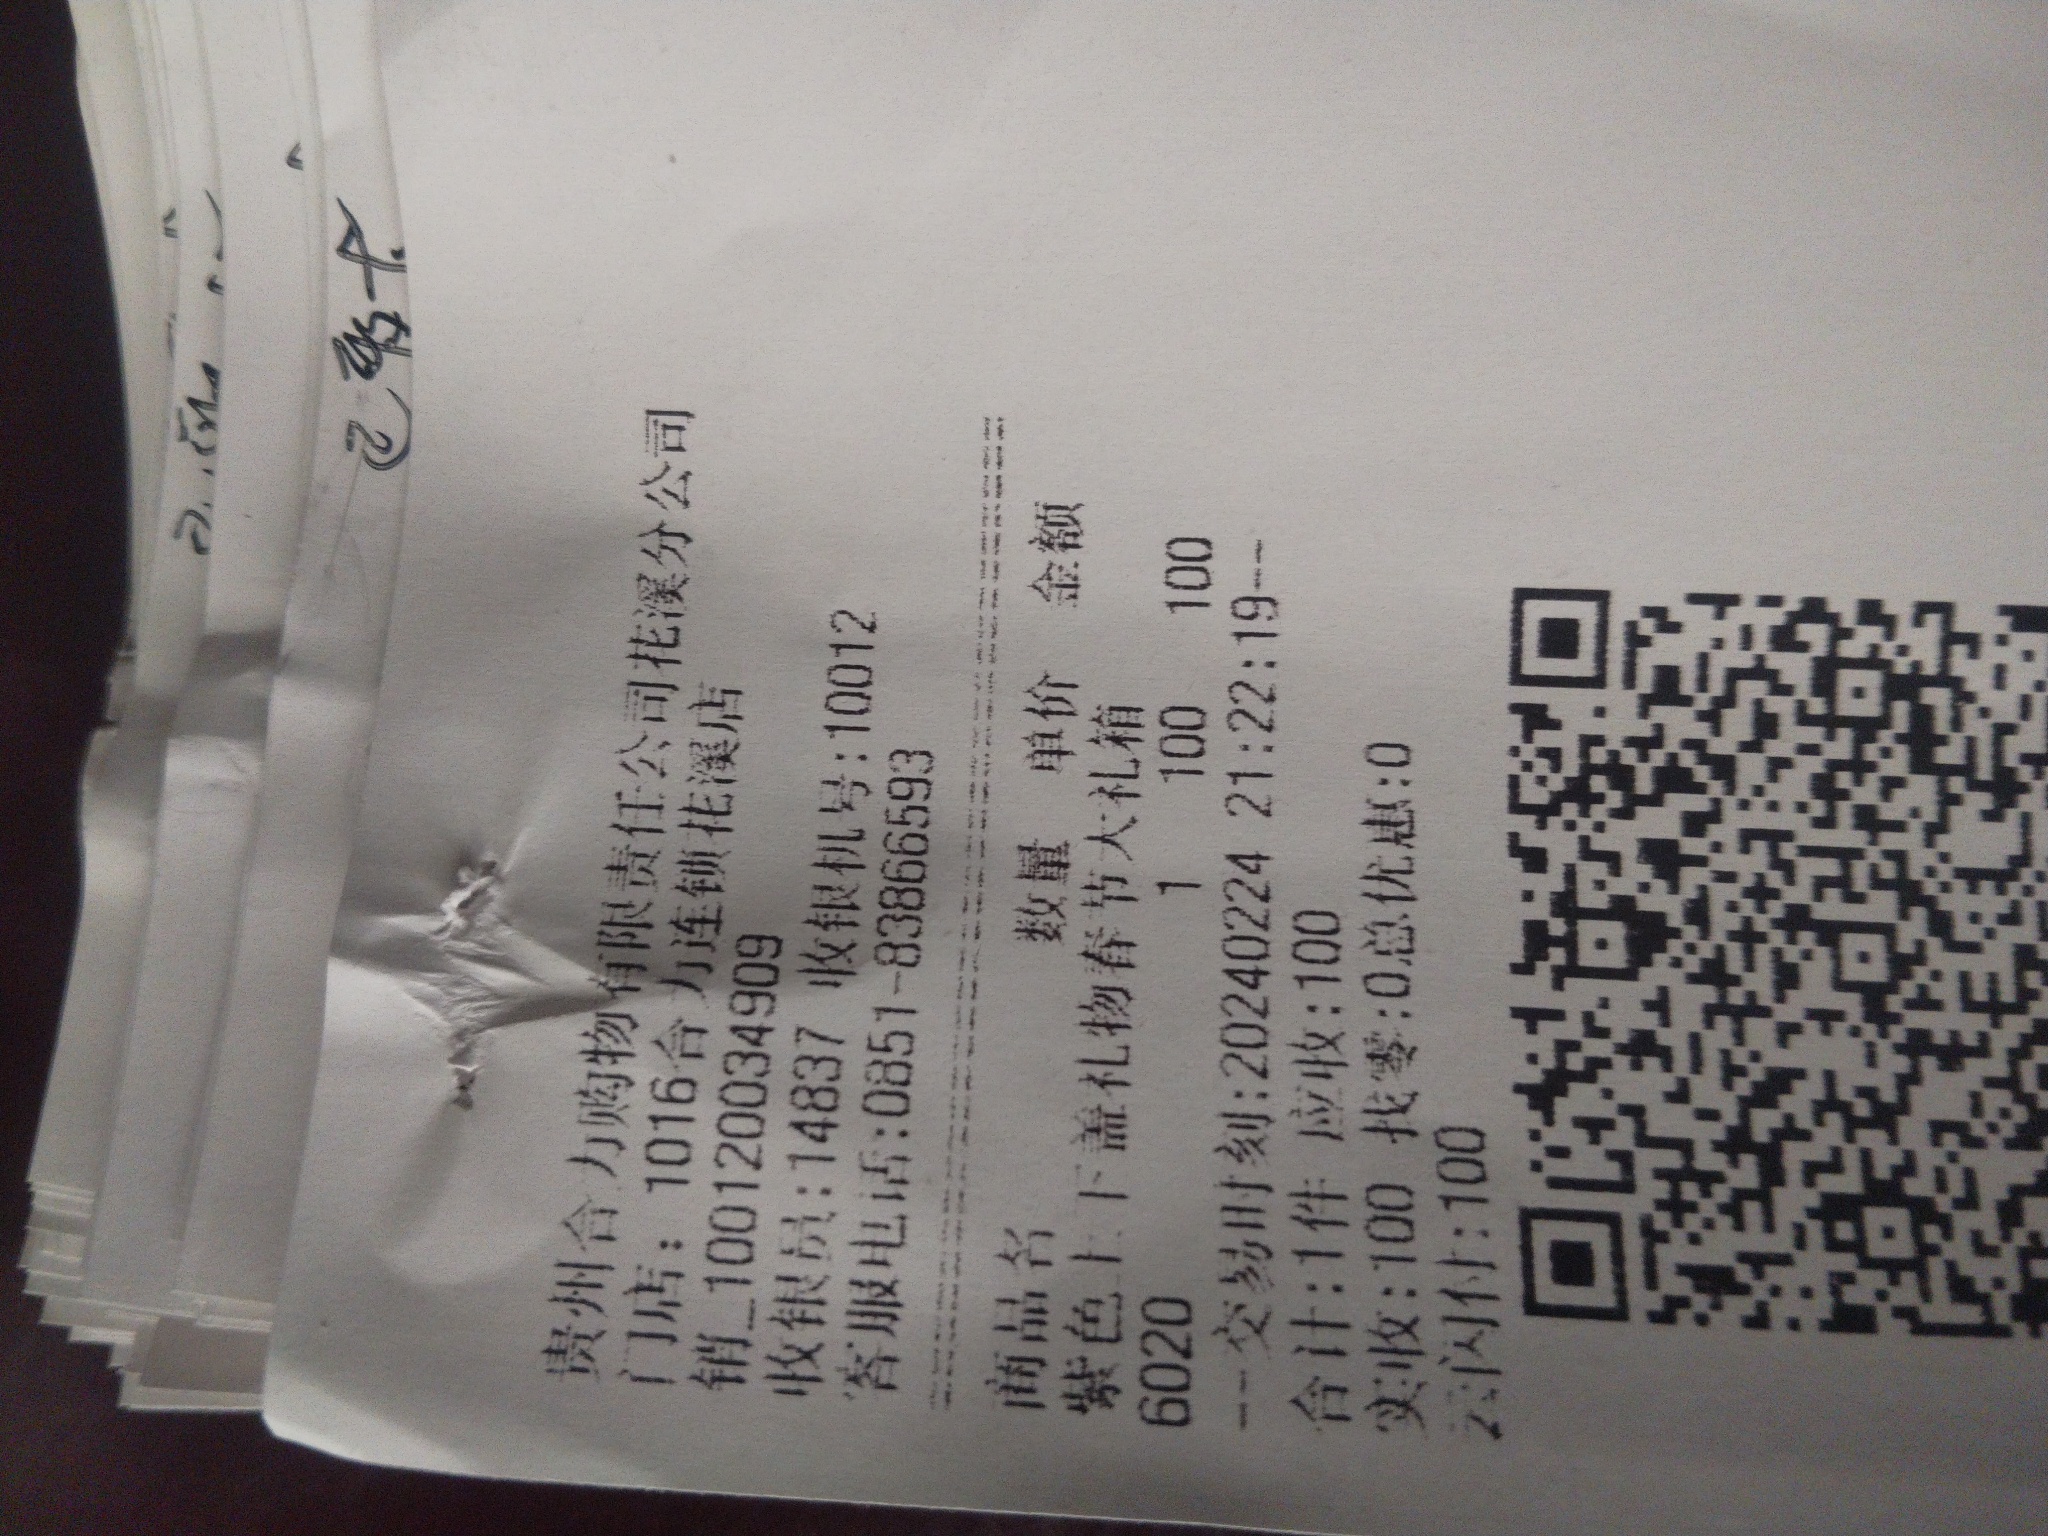 贵州合力购物有限责任公司花溪分公司
门店: 1016合力连锁花溪店
销_100120034909
收银员:14837 收银机号:10012
客服电话:0851-83866593
商品名 数量 单价 金额
紫色上下盖礼物春节大礼箱
6020 1 100 100
--交易时刻:20240224 21:22:19--
合计:1件 应收:100
实收:100 找零:0总优惠:0
云闪付:100